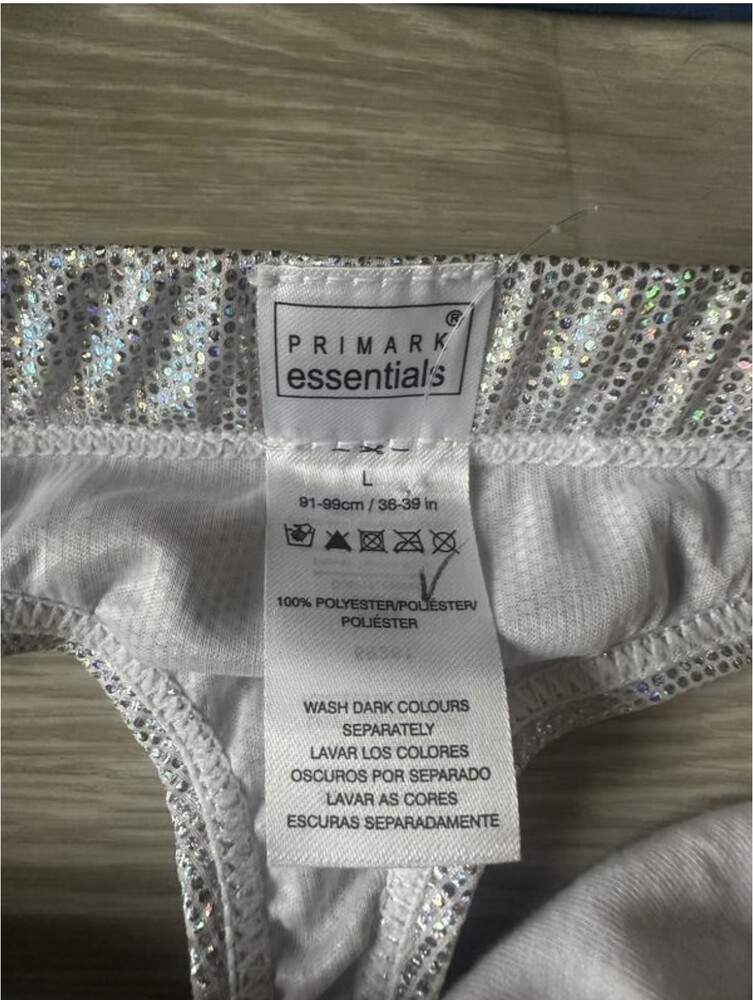 PRIMARK®
essentials
L
91-99cm / 36-39 in
100% POLYESTER/POLIÉSTER/
POLIÉSTER
WASH DARK COLOURS
SEPARATELY
LAVAR LOS COLORES
OSCUROS POR SEPARADO
LAVAR AS CORES
ESCURAS SEPARADAMENTE